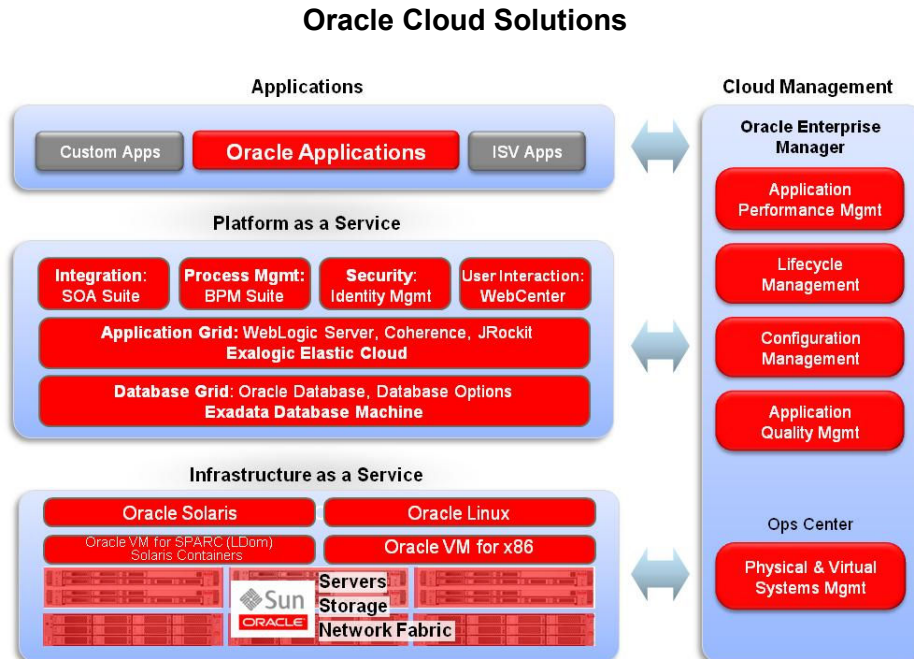 Oracle Cloud Solutions
Applications
Custom Apps
Oracle Applications
ISV Apps
Platform as a Service
Integration:
SOA Suite
Process Mgmt:
BPM Suite
Security:
Identity Mgmt
User Interaction:
WebCenter
Application Grid: WebLogic Server, Coherence, JRockit
Exalogic Elastic Cloud
Database Grid: Oracle Database, Database Options
Exadata Database Machine
Infrastructure as a Service
Oracle Solaris
Oracle Linux
Oracle VM for SPARC (LDom)
Solaris Containers
Oracle VM for x86
Sun
ORACLE
Servers
Storage
Network Fabric
Cloud Management
Oracle Enterprise
Manager
Application
Performance Mgmt
Lifecycle
Management
Configuration
Management
Application
Quality Mgmt
Ops Center
Physical & Virtual
Systems Mgmt